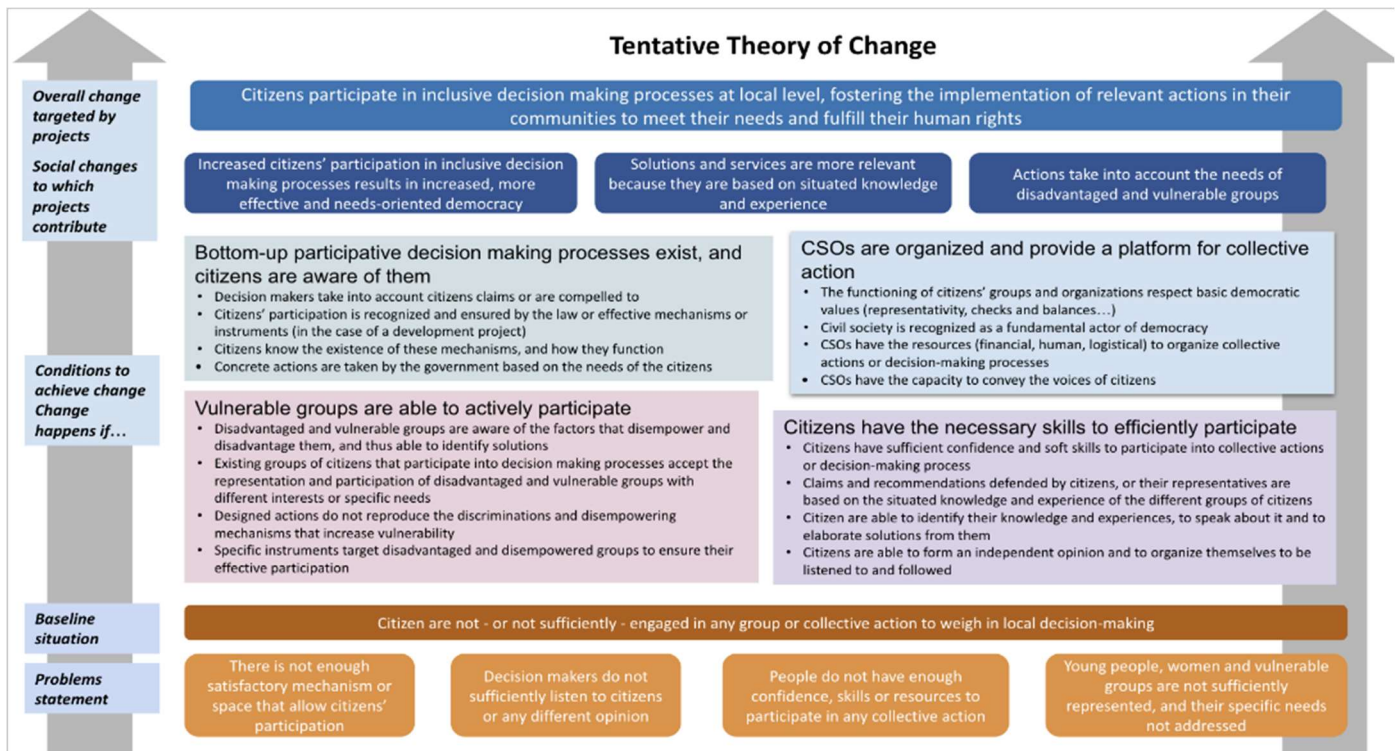 Tentative Theory of Change
Overall change
targeted by
projects
Citizens participate in inclusive decision making processes at local level, fostering the implementation of relevant actions in their
communities to meet their needs and fulfill their human rights
Social changes
to which
projects
contribute
Increased citizens' participation in inclusive decision
making processes results in increased, more
effective and needs-oriented democracy
Solutions and services are more relevant
because they are based on situated knowledge
and experience
Actions take into account the needs of
disadvantaged and vulnerable groups
Conditions to
achieve change
Change
happens if…
Bottom-up participative decision making processes exist, and
citizens are aware of them
• Decision makers take into account citizens claims or are compelled to
• Citizens' participation is recognized and ensured by the law or effective mechanisms or
instruments (in the case of a development project)
• Citizens know the existence of these mechanisms, and how they function
• Concrete actions are taken by the government based on the needs of the citizens
CSOs are organized and provide a platform for collective
action
• The functioning of citizens' groups and organizations respect basic democratic
values (representativity, checks and balances…)
• Civil society is recognized as a fundamental actor of democracy
• CSOs have the resources (financial, human, logistical) to organize collective
actions or decision-making processes
• CSOs have the capacity to convey the voices of citizens
Vulnerable groups are able to actively participate
• Disadvantaged and vulnerable groups are aware of the factors that disempower and
disadvantage them, and thus able to identify solutions
• Existing groups of citizens that participate into decision making processes accept the
representation and participation of disadvantaged and vulnerable groups with
different interests or specific needs
• Designed actions do not reproduce the discriminations and disempowering
mechanisms that increase vulnerability
• Specific instruments target disadvantaged and disempowered groups to ensure their
effective participation
Citizens have the necessary skills to efficiently participate
• Citizens have sufficient confidence and soft skills to participate into collective actions
or decision-making process
• Claims and recommendations defended by citizens, or their representatives are
based on the situated knowledge and experience of the different groups of citizens
• Citizen are able to identify their knowledge and experiences, to speak about it and to
elaborate solutions from them
• Citizens are able to form an independent opinion and to organize themselves to be
listened to and followed
Baseline
situation
Citizen are not - or not sufficiently - engaged in any group or collective action to weigh in local decision-making
Problems
statement
There is not enough
satisfactory mechanism or
space that allow citizens'
participation
Decision makers do not
sufficiently listen to citizens
or any different opinion
People do not have enough
confidence, skills or resources to
participate in any collective action
Young people, women and vulnerable
groups are not sufficiently
represented, and their specific needs
not addressed